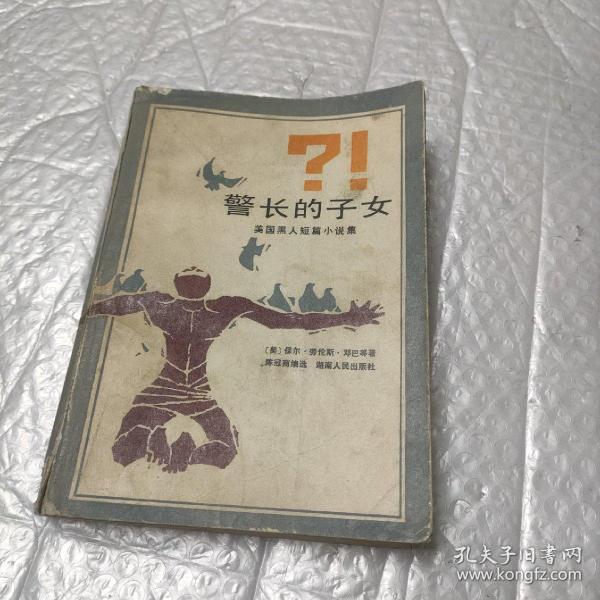 ?!
警长的子女
美国黑人短篇小说集
〔美〕保尔·劳伦斯·邓巴等著
陈冠商编选 湖南人民出版社
孔夫子旧书网
www.kongfz.com